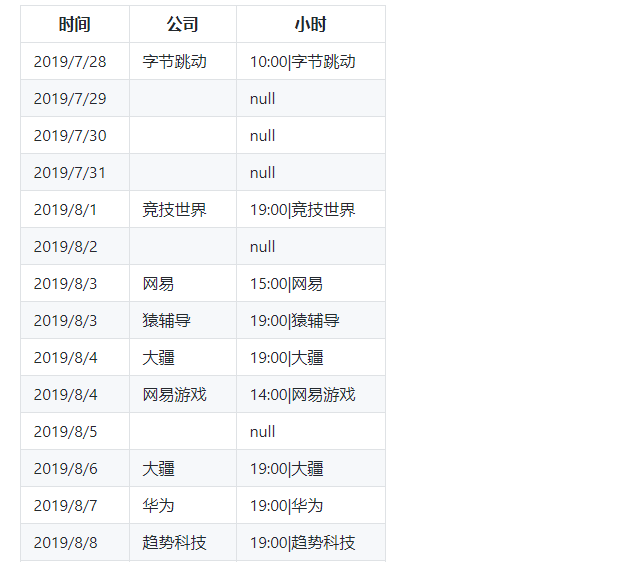 时间 公司 小时
2019/7/28 字节跳动 10:00|字节跳动
2019/7/29 null
2019/7/30 null
2019/7/31 null
2019/8/1 竞技世界 19:00|竞技世界
2019/8/2 null
2019/8/3 网易 15:00|网易
2019/8/3 猿辅导 19:00|猿辅导
2019/8/4 大疆 19:00|大疆
2019/8/4 网易游戏 14:00|网易游戏
2019/8/5 null
2019/8/6 大疆 19:00|大疆
2019/8/7 华为 19:00|华为
2019/8/8 趋势科技 19:00|趋势科技